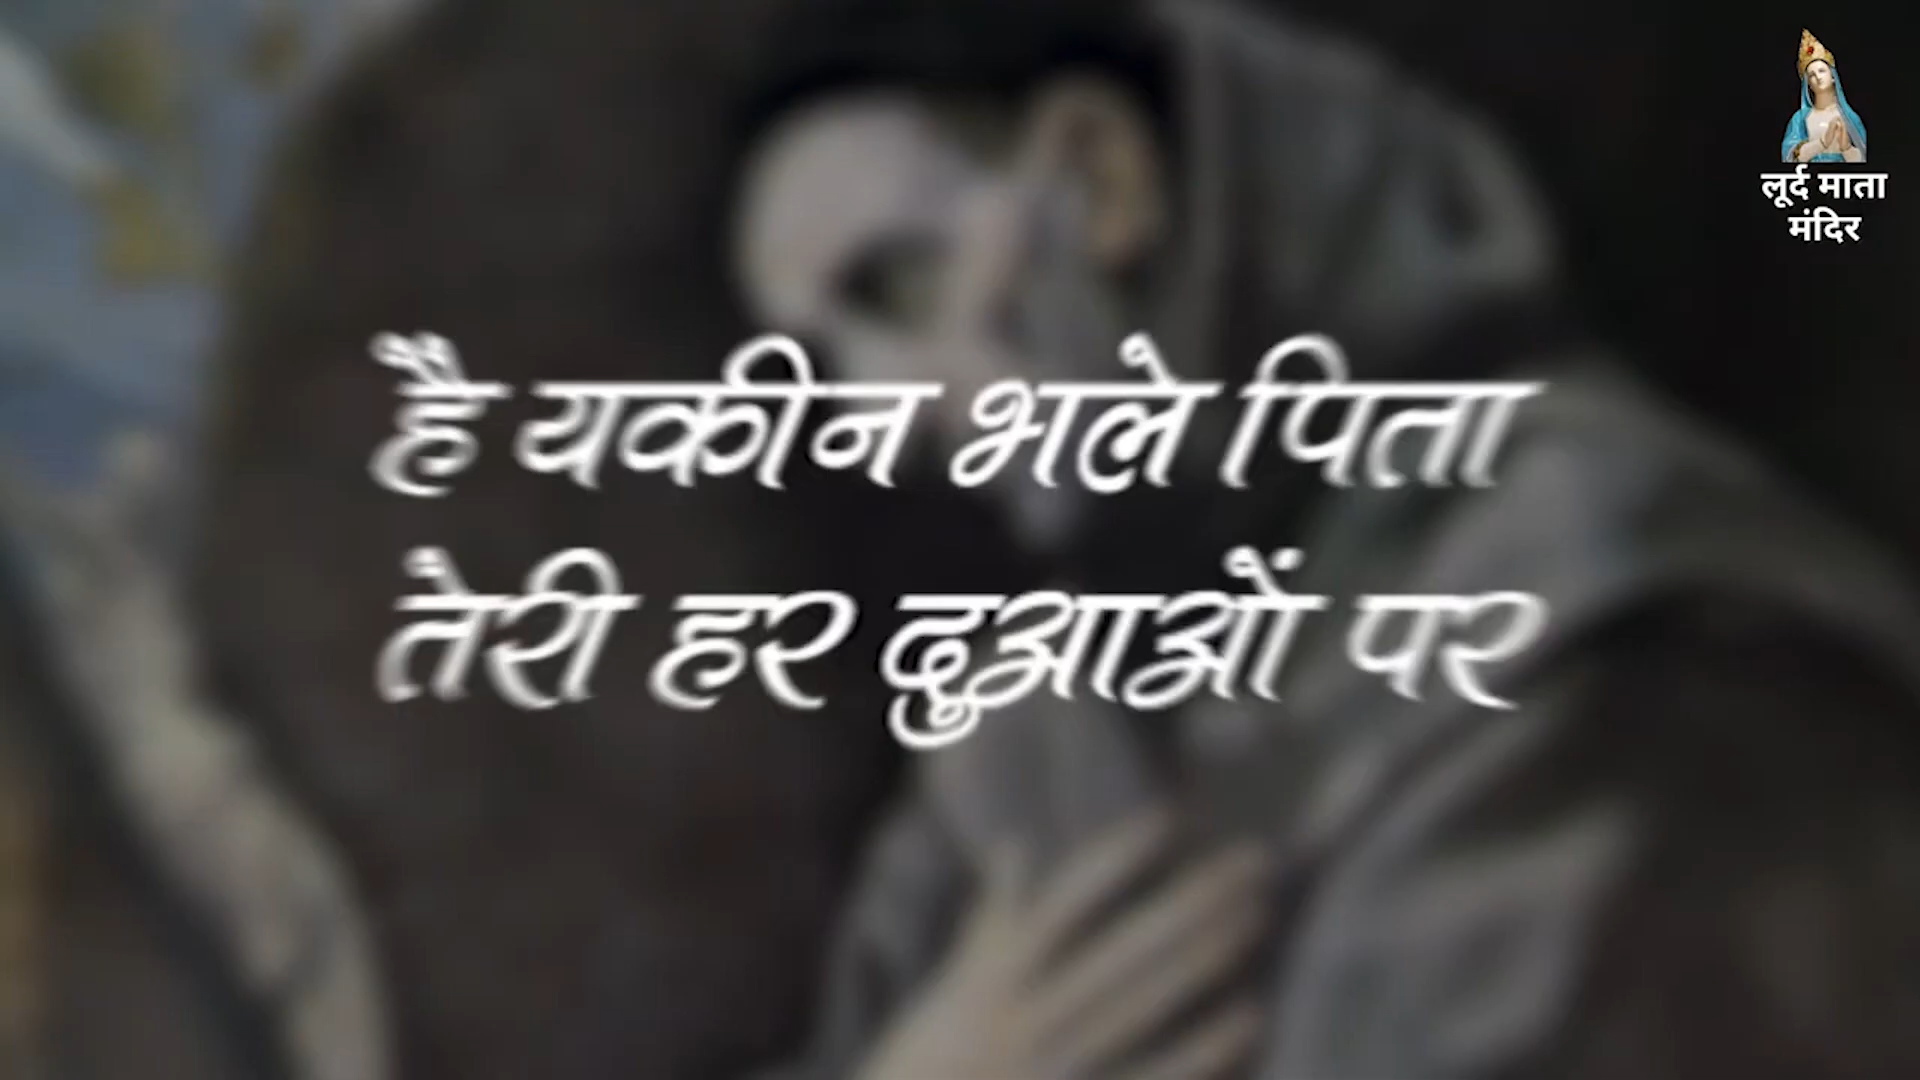 लूर्द माता
मंदिर
है यकीन भले पिता
तेरी हर दुआओं पर